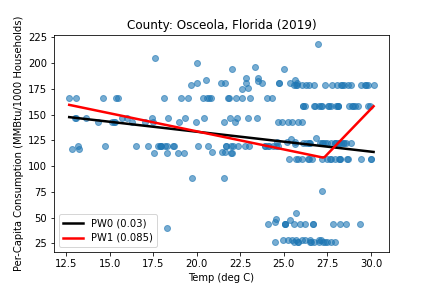 County: Osceola, Florida (2019)
Per-Capita Consumption (MMBtu/1000 Households)
225
200
175
150
125
100
75
50
25
PW0 (0.03)
PW1 (0.085)
12.5 15.0 17.5 20.0 22.5 25.0 27.5 30.0
Temp (deg C)